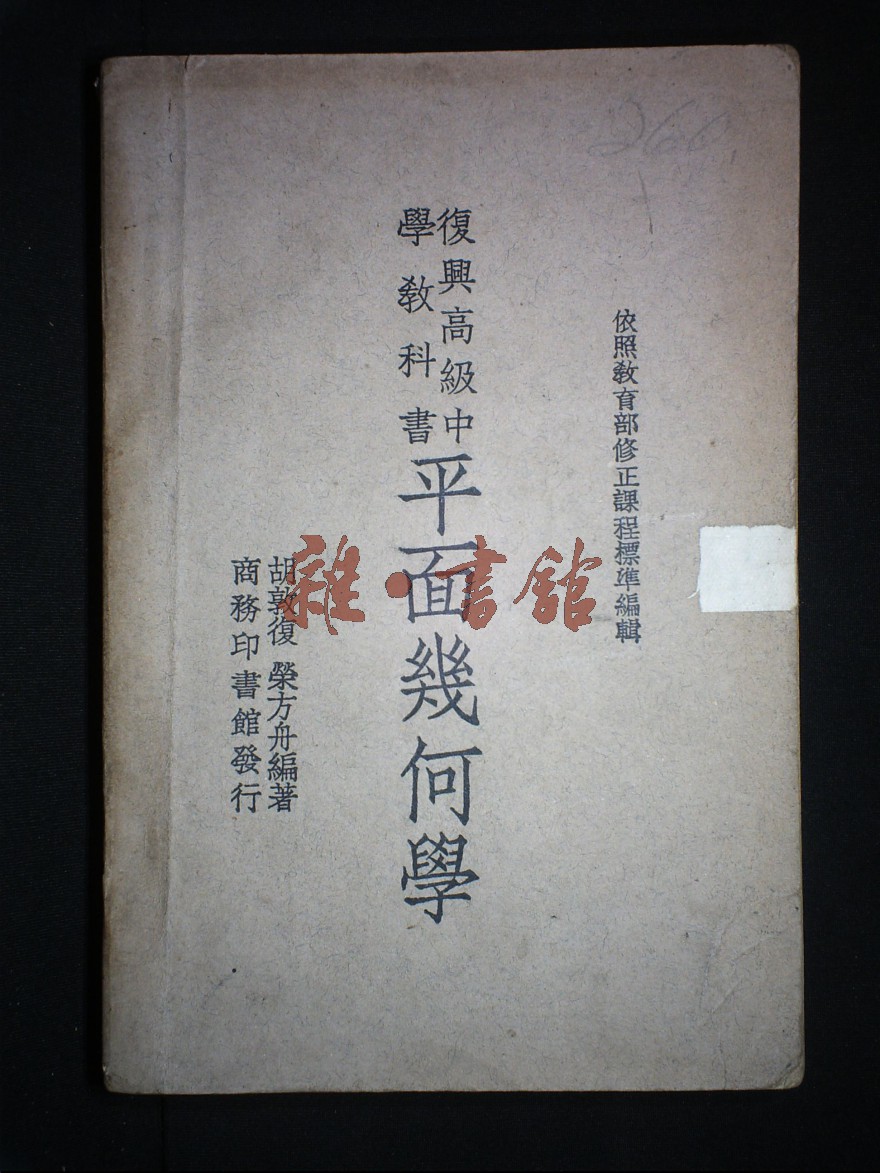 266
依照教育部修正課程標準編輯
復興高級中
學教科書
平面幾何學
胡敦復 榮方舟編著
商務印書館發行
雜·書館